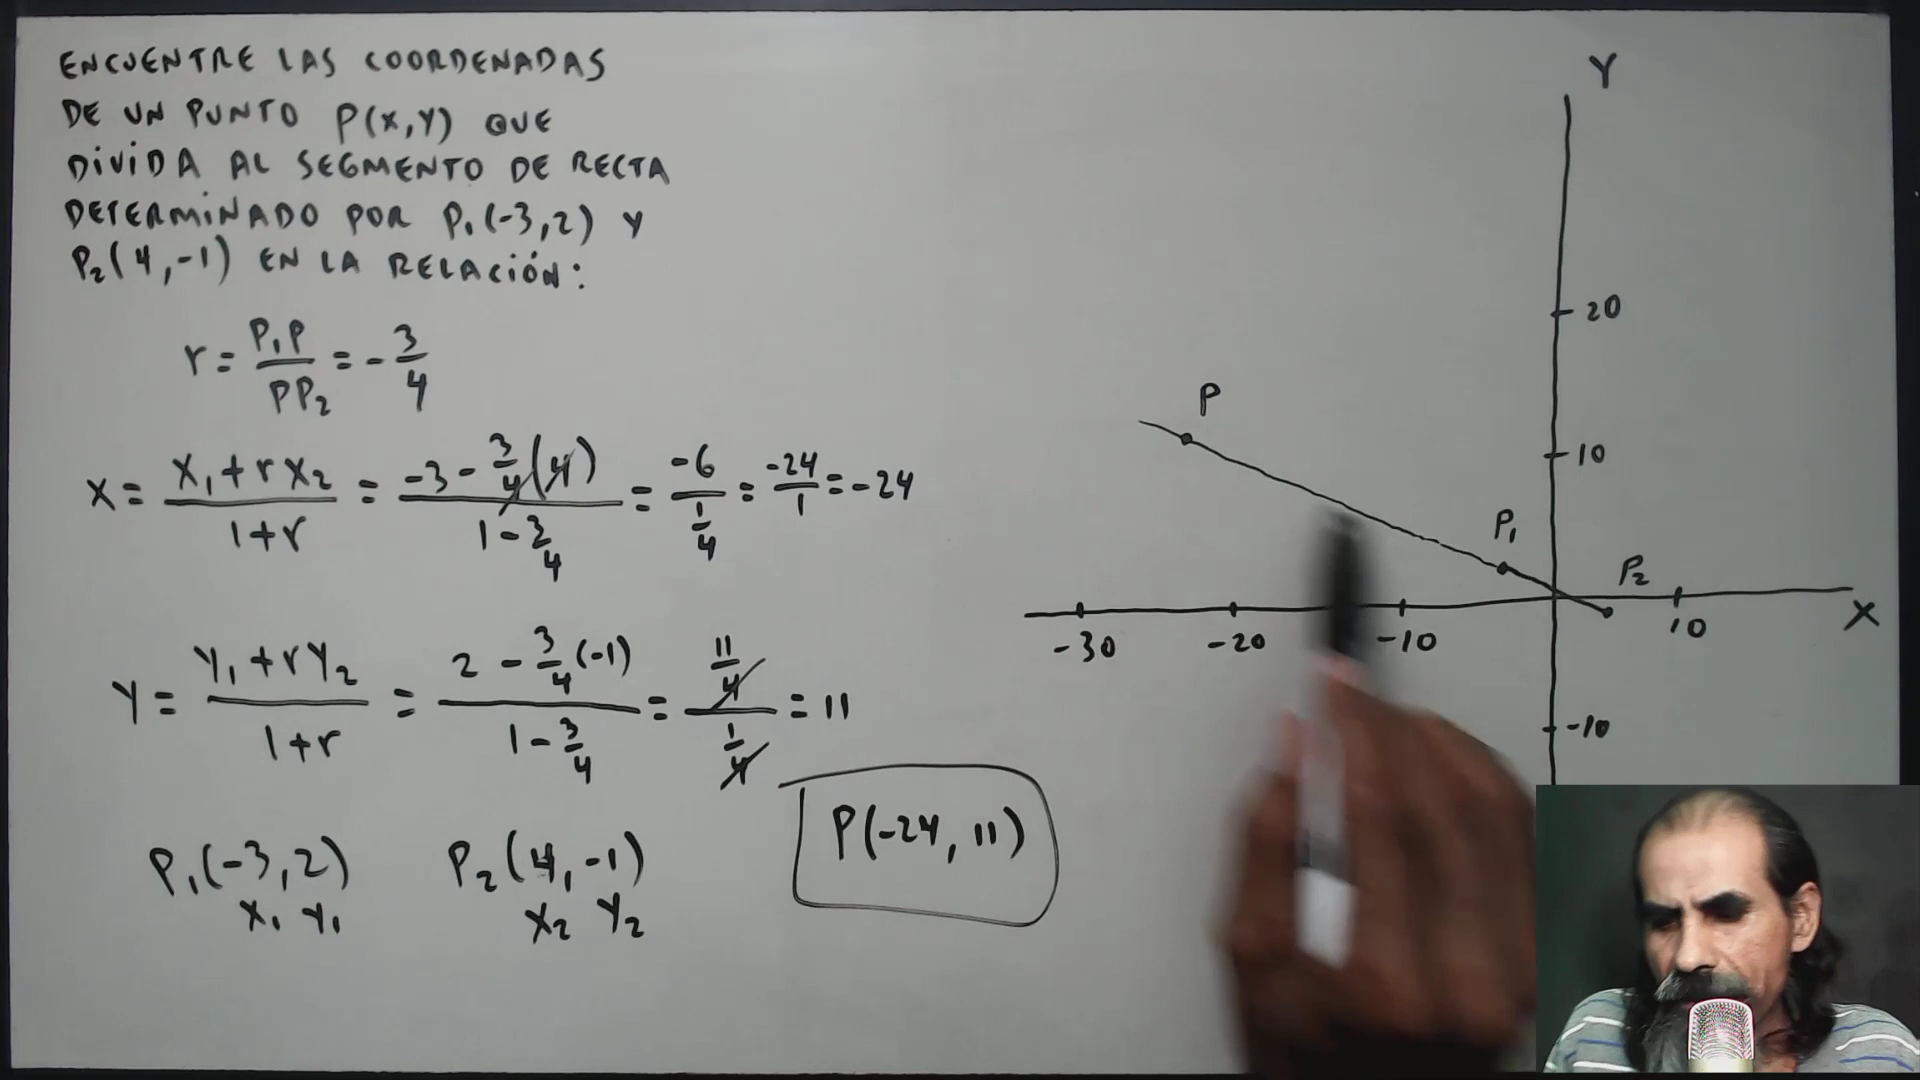 ENCUENTRE LAS COORDENADAS
DE UN PUNTO P(X,Y) QUE
DIVIDA AL SEGMENTO DE RECTA
DETERMINADO POR P₁(-3,2) Y
P₂(4,-1) EN LA RELACIÓN:
r = P₁P / PP₂ = - 3/4
X = (X₁ + r X₂) / (1 + r) = (-3 - 3/4 (4)) / (1 - 3/4) = -6 / (1/4) = -24/1 = -24
Y = (Y₁ + r Y₂) / (1 + r) = (2 - 3/4 (-1)) / (1 - 3/4) = (11/4) / (1/4) = 11
P₁(-3,2) P₂(4,-1)
X₁ Y₁ X₂ Y₂
P(-24, 11)
Y
20
P
10
P₁
P₂
-30 -20 -10 10 X
-10